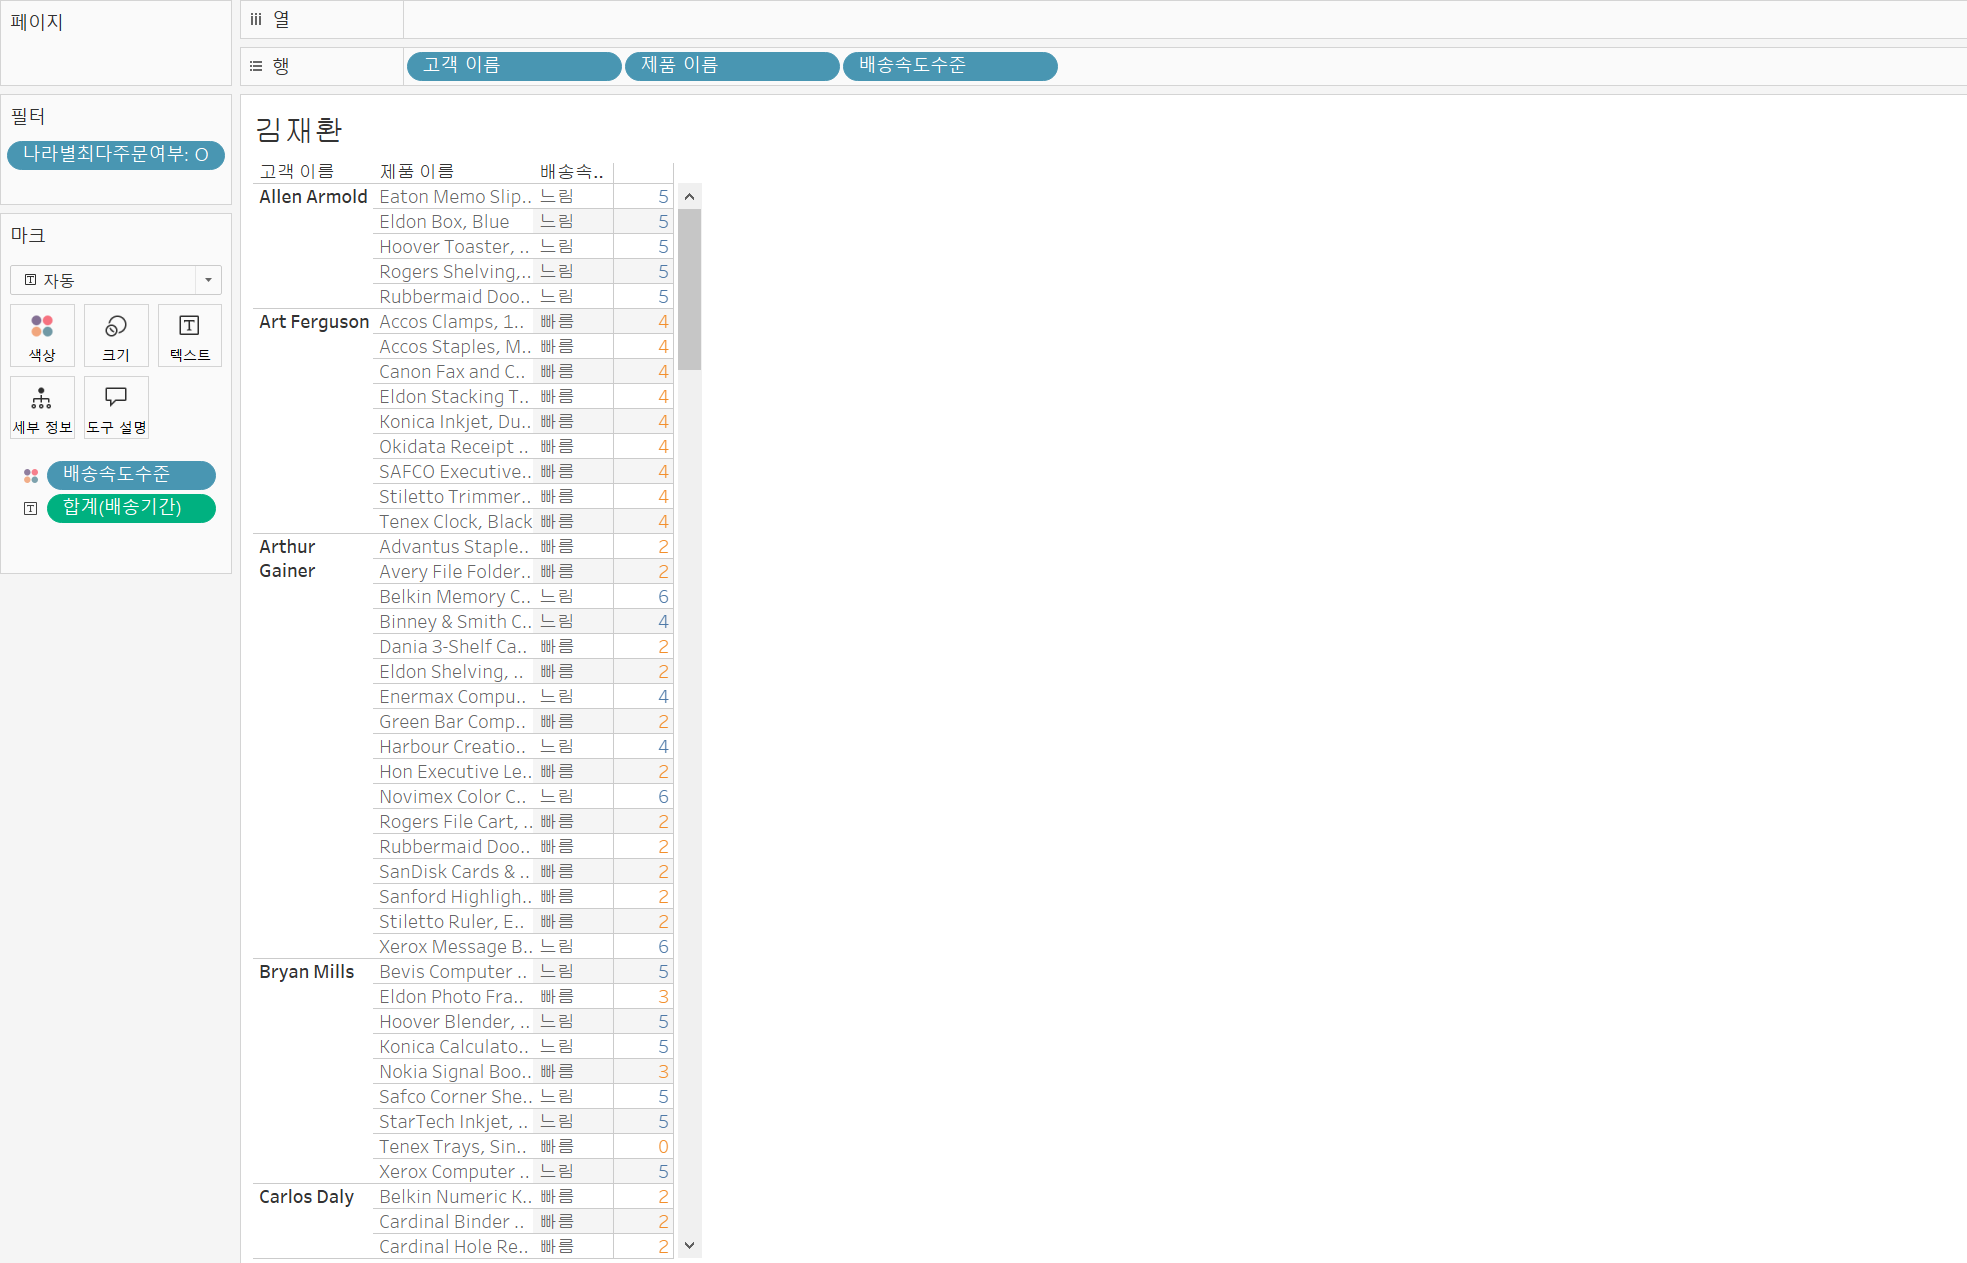 페이지
열
행 고객 이름 제품 이름 배송속도수준
필터
나라별최다주문여부: O
마크
자동
색상 크기 텍스트
세부 정보 도구 설명
배송속도수준
합계(배송기간)
김재환
고객 이름 제품 이름 배송속..
Allen Armold Eaton Memo Slip.. 느림 5
Eldon Box, Blue 느림 5
Hoover Toaster, .. 느림 5
Rogers Shelving,.. 느림 5
Rubbermaid Doo.. 느림 5
Art Ferguson Accos Clamps, 1.. 빠름 4
Accos Staples, M.. 빠름 4
Canon Fax and C.. 빠름 4
Eldon Stacking T.. 빠름 4
Konica Inkjet, Du.. 빠름 4
Okidata Receipt .. 빠름 4
SAFCO Executive.. 빠름 4
Stiletto Trimmer.. 빠름 4
Tenex Clock, Black 빠름 4
Arthur Gainer Advantus Staple.. 빠름 2
Avery File Folder.. 빠름 2
Belkin Memory C.. 느림 6
Binney & Smith C.. 느림 4
Dania 3-Shelf Ca.. 빠름 2
Eldon Shelving, .. 빠름 2
Enermax Compu.. 느림 4
Green Bar Comp.. 빠름 2
Harbour Creatio.. 느림 4
Hon Executive Le.. 빠름 2
Novimex Color C.. 느림 6
Rogers File Cart, .. 빠름 2
Rubbermaid Doo.. 빠름 2
SanDisk Cards & .. 빠름 2
Sanford Highligh.. 빠름 2
Stiletto Ruler, E.. 빠름 2
Xerox Message B.. 느림 6
Bryan Mills Bevis Computer .. 느림 5
Eldon Photo Fra.. 빠름 3
Hoover Blender, .. 느림 5
Konica Calculato.. 느림 5
Nokia Signal Boo.. 빠름 3
Safco Corner She.. 느림 5
StarTech Inkjet, .. 느림 5
Tenex Trays, Sin.. 빠름 0
Xerox Computer .. 느림 5
Carlos Daly Belkin Numeric K.. 빠름 2
Cardinal Binder .. 빠름 2
Cardinal Hole Re.. 빠름 2